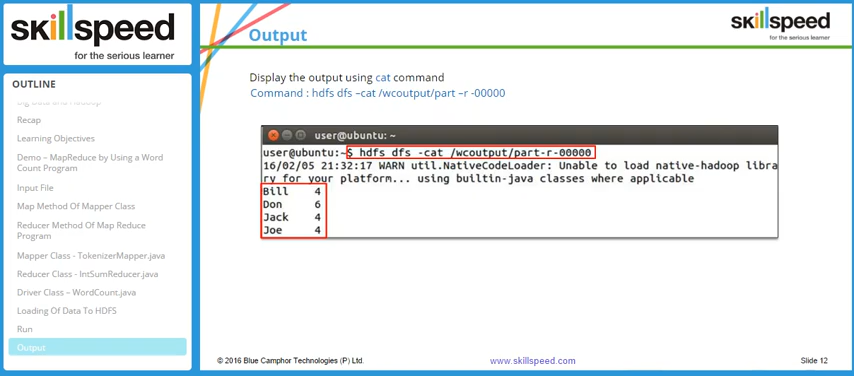 skillspeed
for the serious learner
OUTLINE
Big Data and Hadoop
Recap
Learning Objectives
Demo – MapReduce by Using a Word
Count Program
Input File
Map Method Of Mapper Class
Reducer Method Of Map Reduce
Program
Mapper Class - TokenizerMapper.java
Reducer Class - IntSumReducer.java
Driver Class – WordCount.java
Loading Of Data To HDFS
Run
Output
Output
skillspeed
for the serious learner
Display the output using cat command
Command : hdfs dfs –cat /wcoutput/part –r -00000
user@ubuntu: ~
user@ubuntu:~$ hdfs dfs -cat /wcoutput/part-r-00000
16/02/05 21:32:17 WARN util.NativeCodeLoader: Unable to load native-hadoop libra
ry for your platform... using builtin-java classes where applicable
Bill 4
Don 6
Jack 4
Joe 4
© 2016 Blue Camphor Technologies (P) Ltd.
www.skillspeed.com
Slide 12